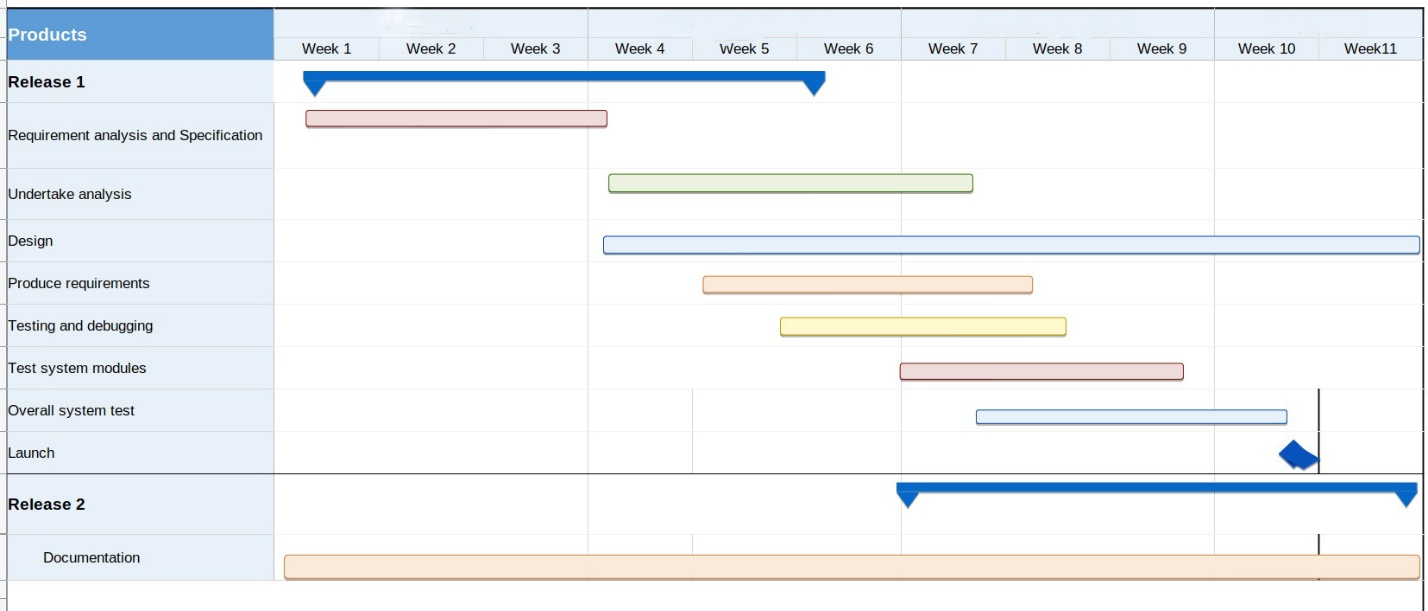 Products
Week 1 Week 2 Week 3 Week 4 Week 5 Week 6 Week 7 Week 8 Week 9 Week 10 Week11
Release 1
Requirement analysis and Specification
Undertake analysis
Design
Produce requirements
Testing and debugging
Test system modules
Overall system test
Launch
Release 2
Documentation